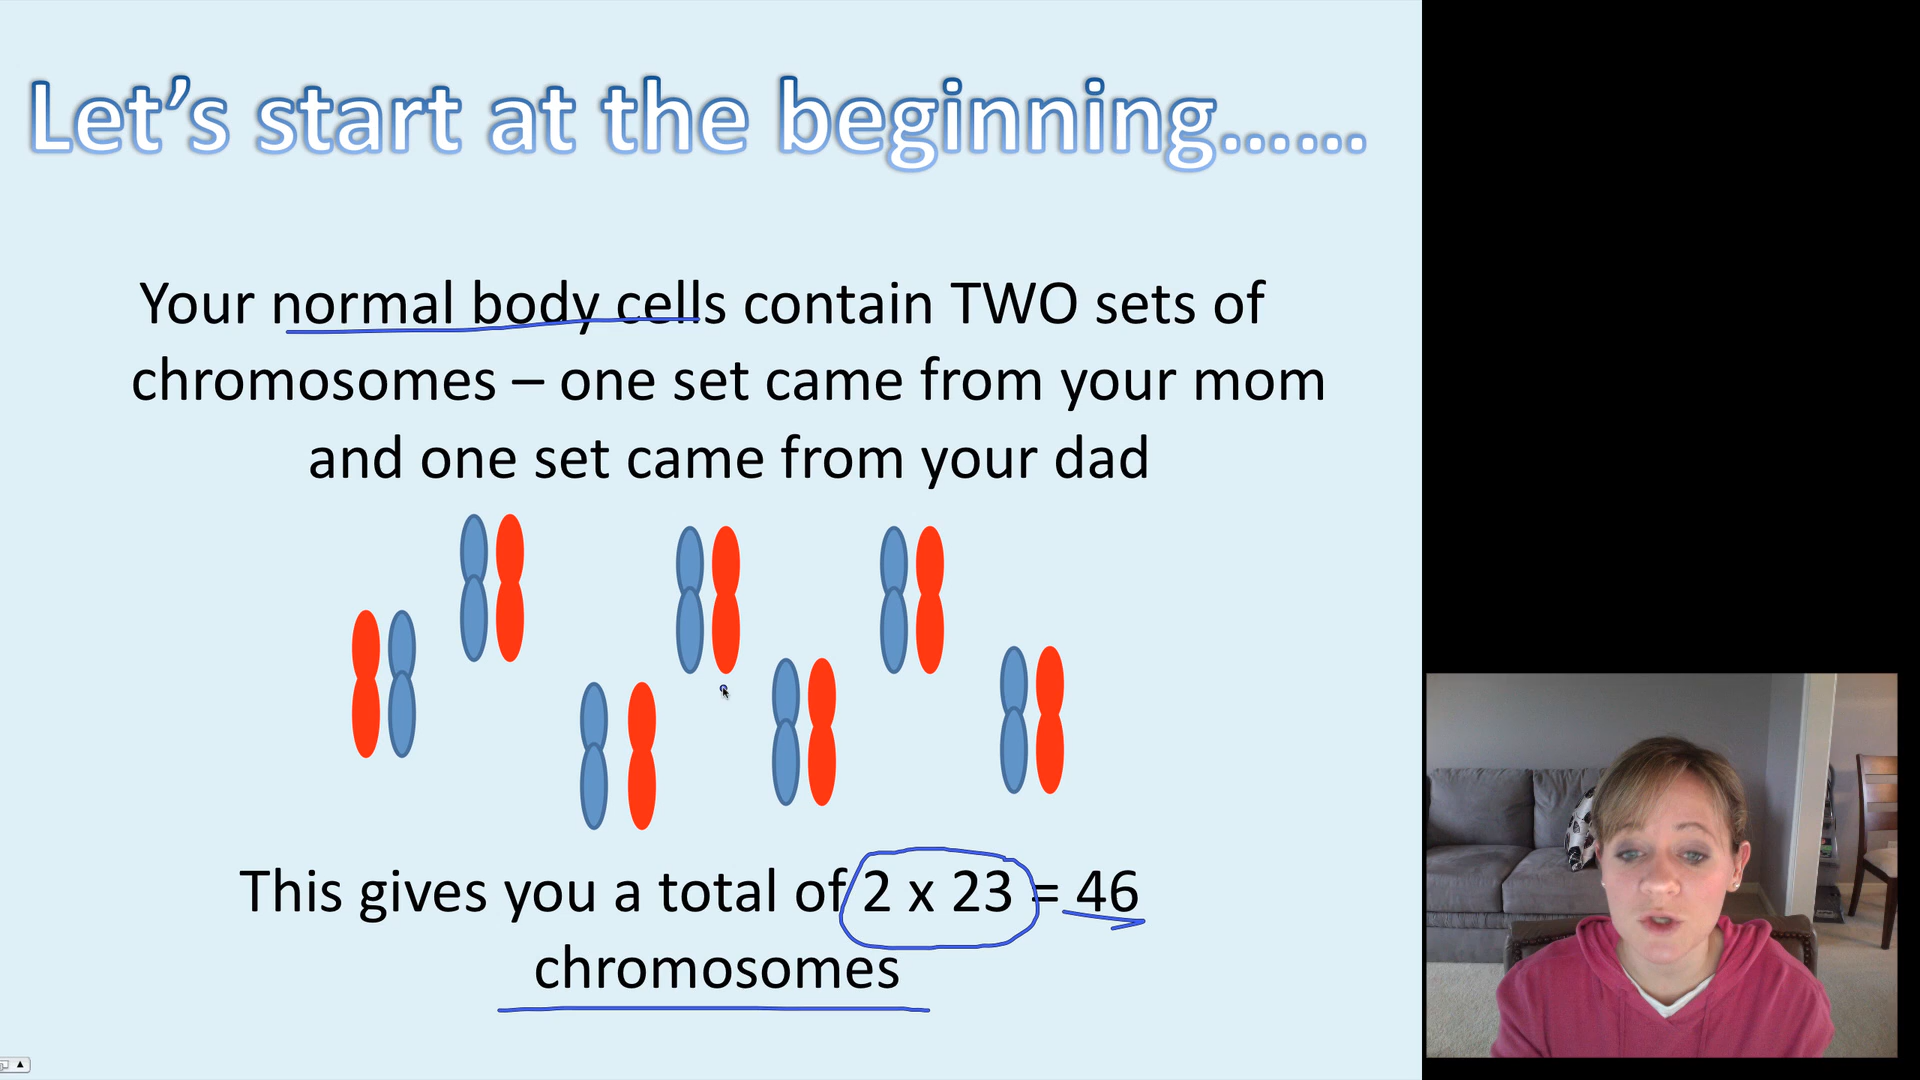 Let’s start at the beginning……
Your normal body cells contain TWO sets of
chromosomes – one set came from your mom
and one set came from your dad
This gives you a total of 2 x 23 = 46
chromosomes